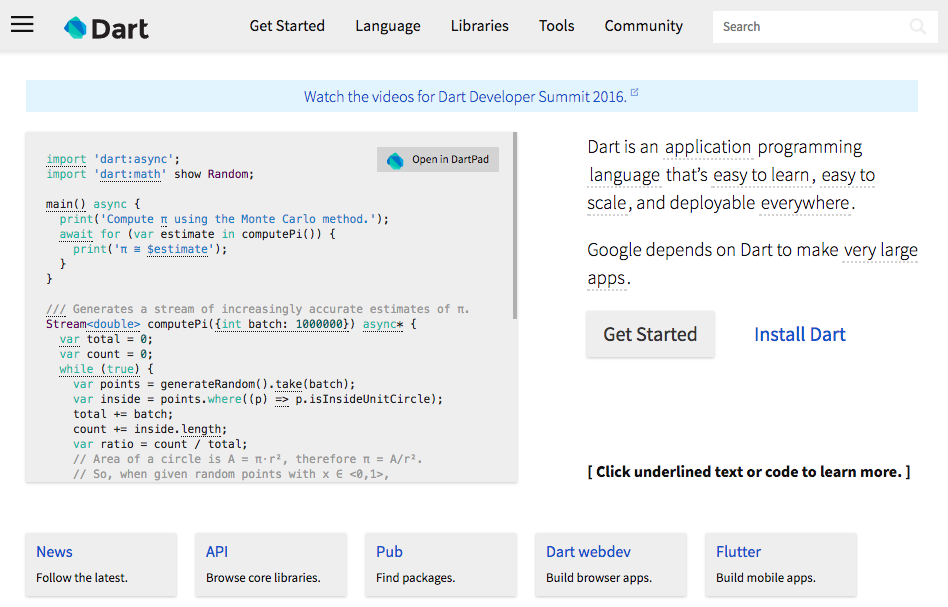 Dart
Get Started
Language
Libraries
Tools
Community
Search
Watch the videos for Dart Developer Summit 2016.
Open in DartPad
import 'dart:async';
import 'dart:math' show Random;
main() async {
print('Compute π using the Monte Carlo method.');
await for (var estimate in computePi()) {
print('π ≅ $estimate');
}
}
/// Generates a stream of increasingly accurate estimates of π.
Stream<double> computePi({int batch: 1000000}) async* {
var total = 0;
var count = 0;
while (true) {
var points = generateRandom().take(batch);
var inside = points.where((p) => p.isInsideUnitCircle);
total += batch;
count += inside.length;
var ratio = count / total;
// Area of a circle is A = π⋅r², therefore π = A/r².
// So, when given random points with x ∈ <0,1>,
Dart is an application programming
language that's easy to learn, easy to
scale, and deployable everywhere.
Google depends on Dart to make very large
apps.
Get Started
Install Dart
[ Click underlined text or code to learn more. ]
News
Follow the latest.
API
Browse core libraries.
Pub
Find packages.
Dart webdev
Build browser apps.
Flutter
Build mobile apps.